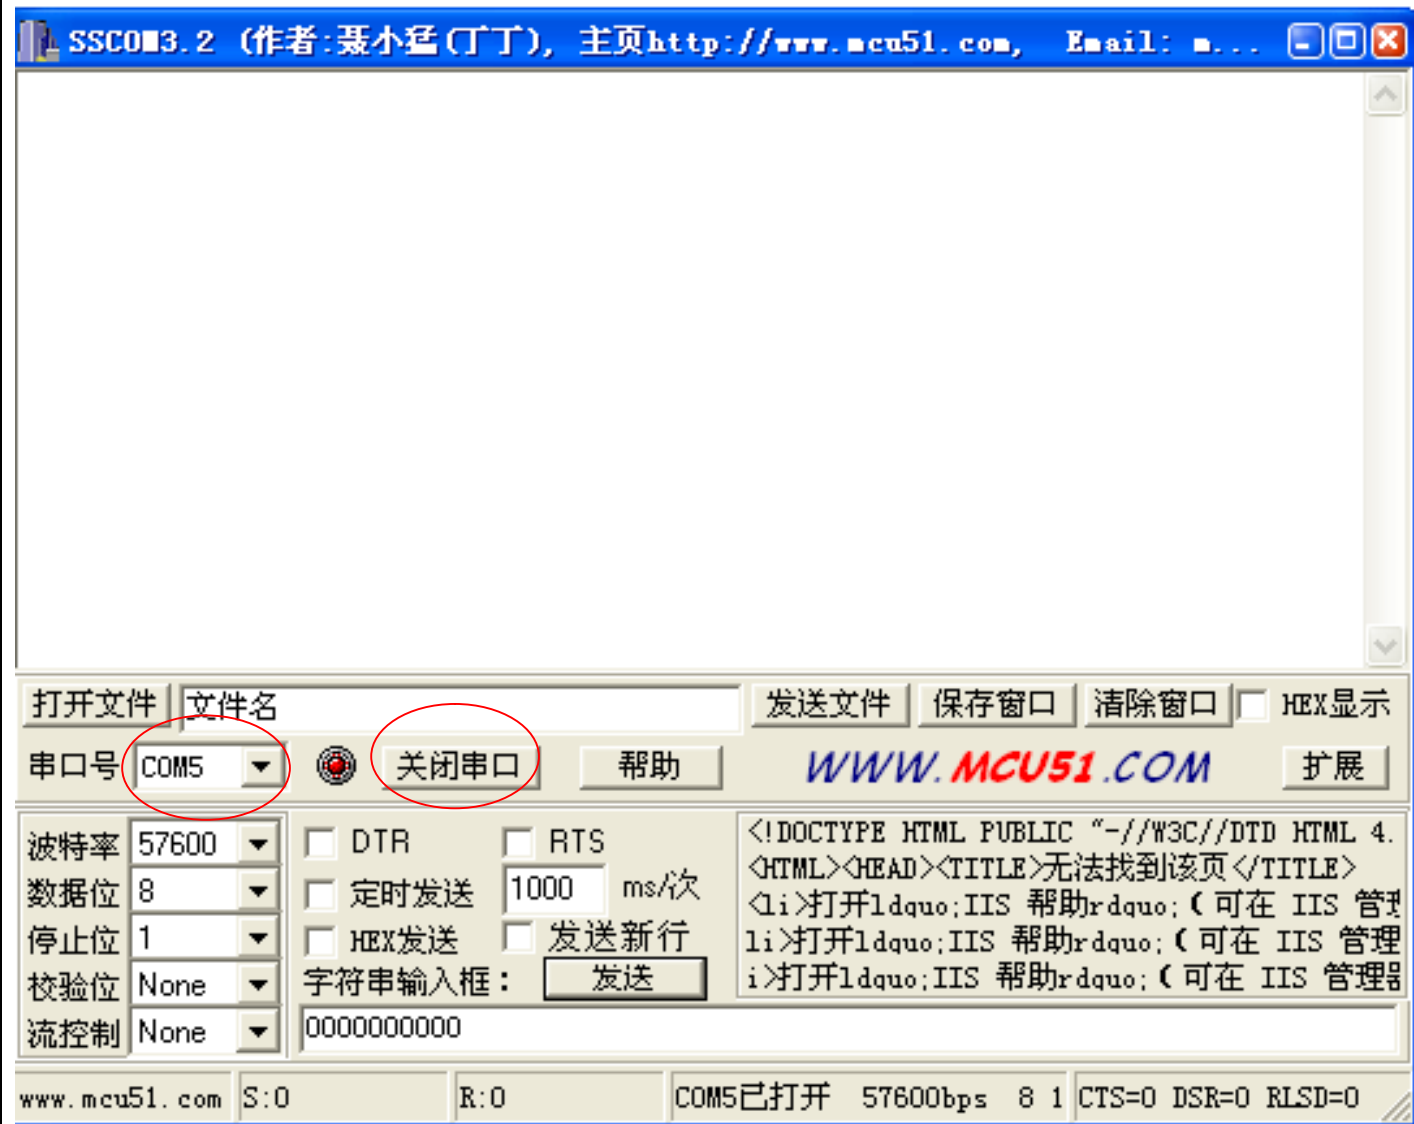 SSCOM3.2 (作者:聂小猛(丁丁), 主页http://www.mcu51.com, Email: m...
打开文件 文件名 发送文件 保存窗口 清除窗口 HEX显示
串口号 COM5 关闭串口 帮助 WWW.MCU51.COM 扩展
波特率 57600 DTR RTS
数据位 8 定时发送 1000 ms/次
停止位 1 HEX发送 发送新行
校验位 None 字符串输入框： 发送
流控制 None 0000000000
<!DOCTYPE HTML PUBLIC "-//W3C//DTD HTML 4.
<HTML><HEAD><TITLE>无法找到该页</TITLE>
<li>打开ldquo;IIS 帮助rdquo;（可在 IIS 管理
li>打开ldquo;IIS 帮助rdquo;（可在 IIS 管理
i>打开ldquo;IIS 帮助rdquo;（可在 IIS 管理器
www.mcu51.com S:0 R:0 COM5已打开 57600bps 8 1 CTS=0 DSR=0 RLSD=0